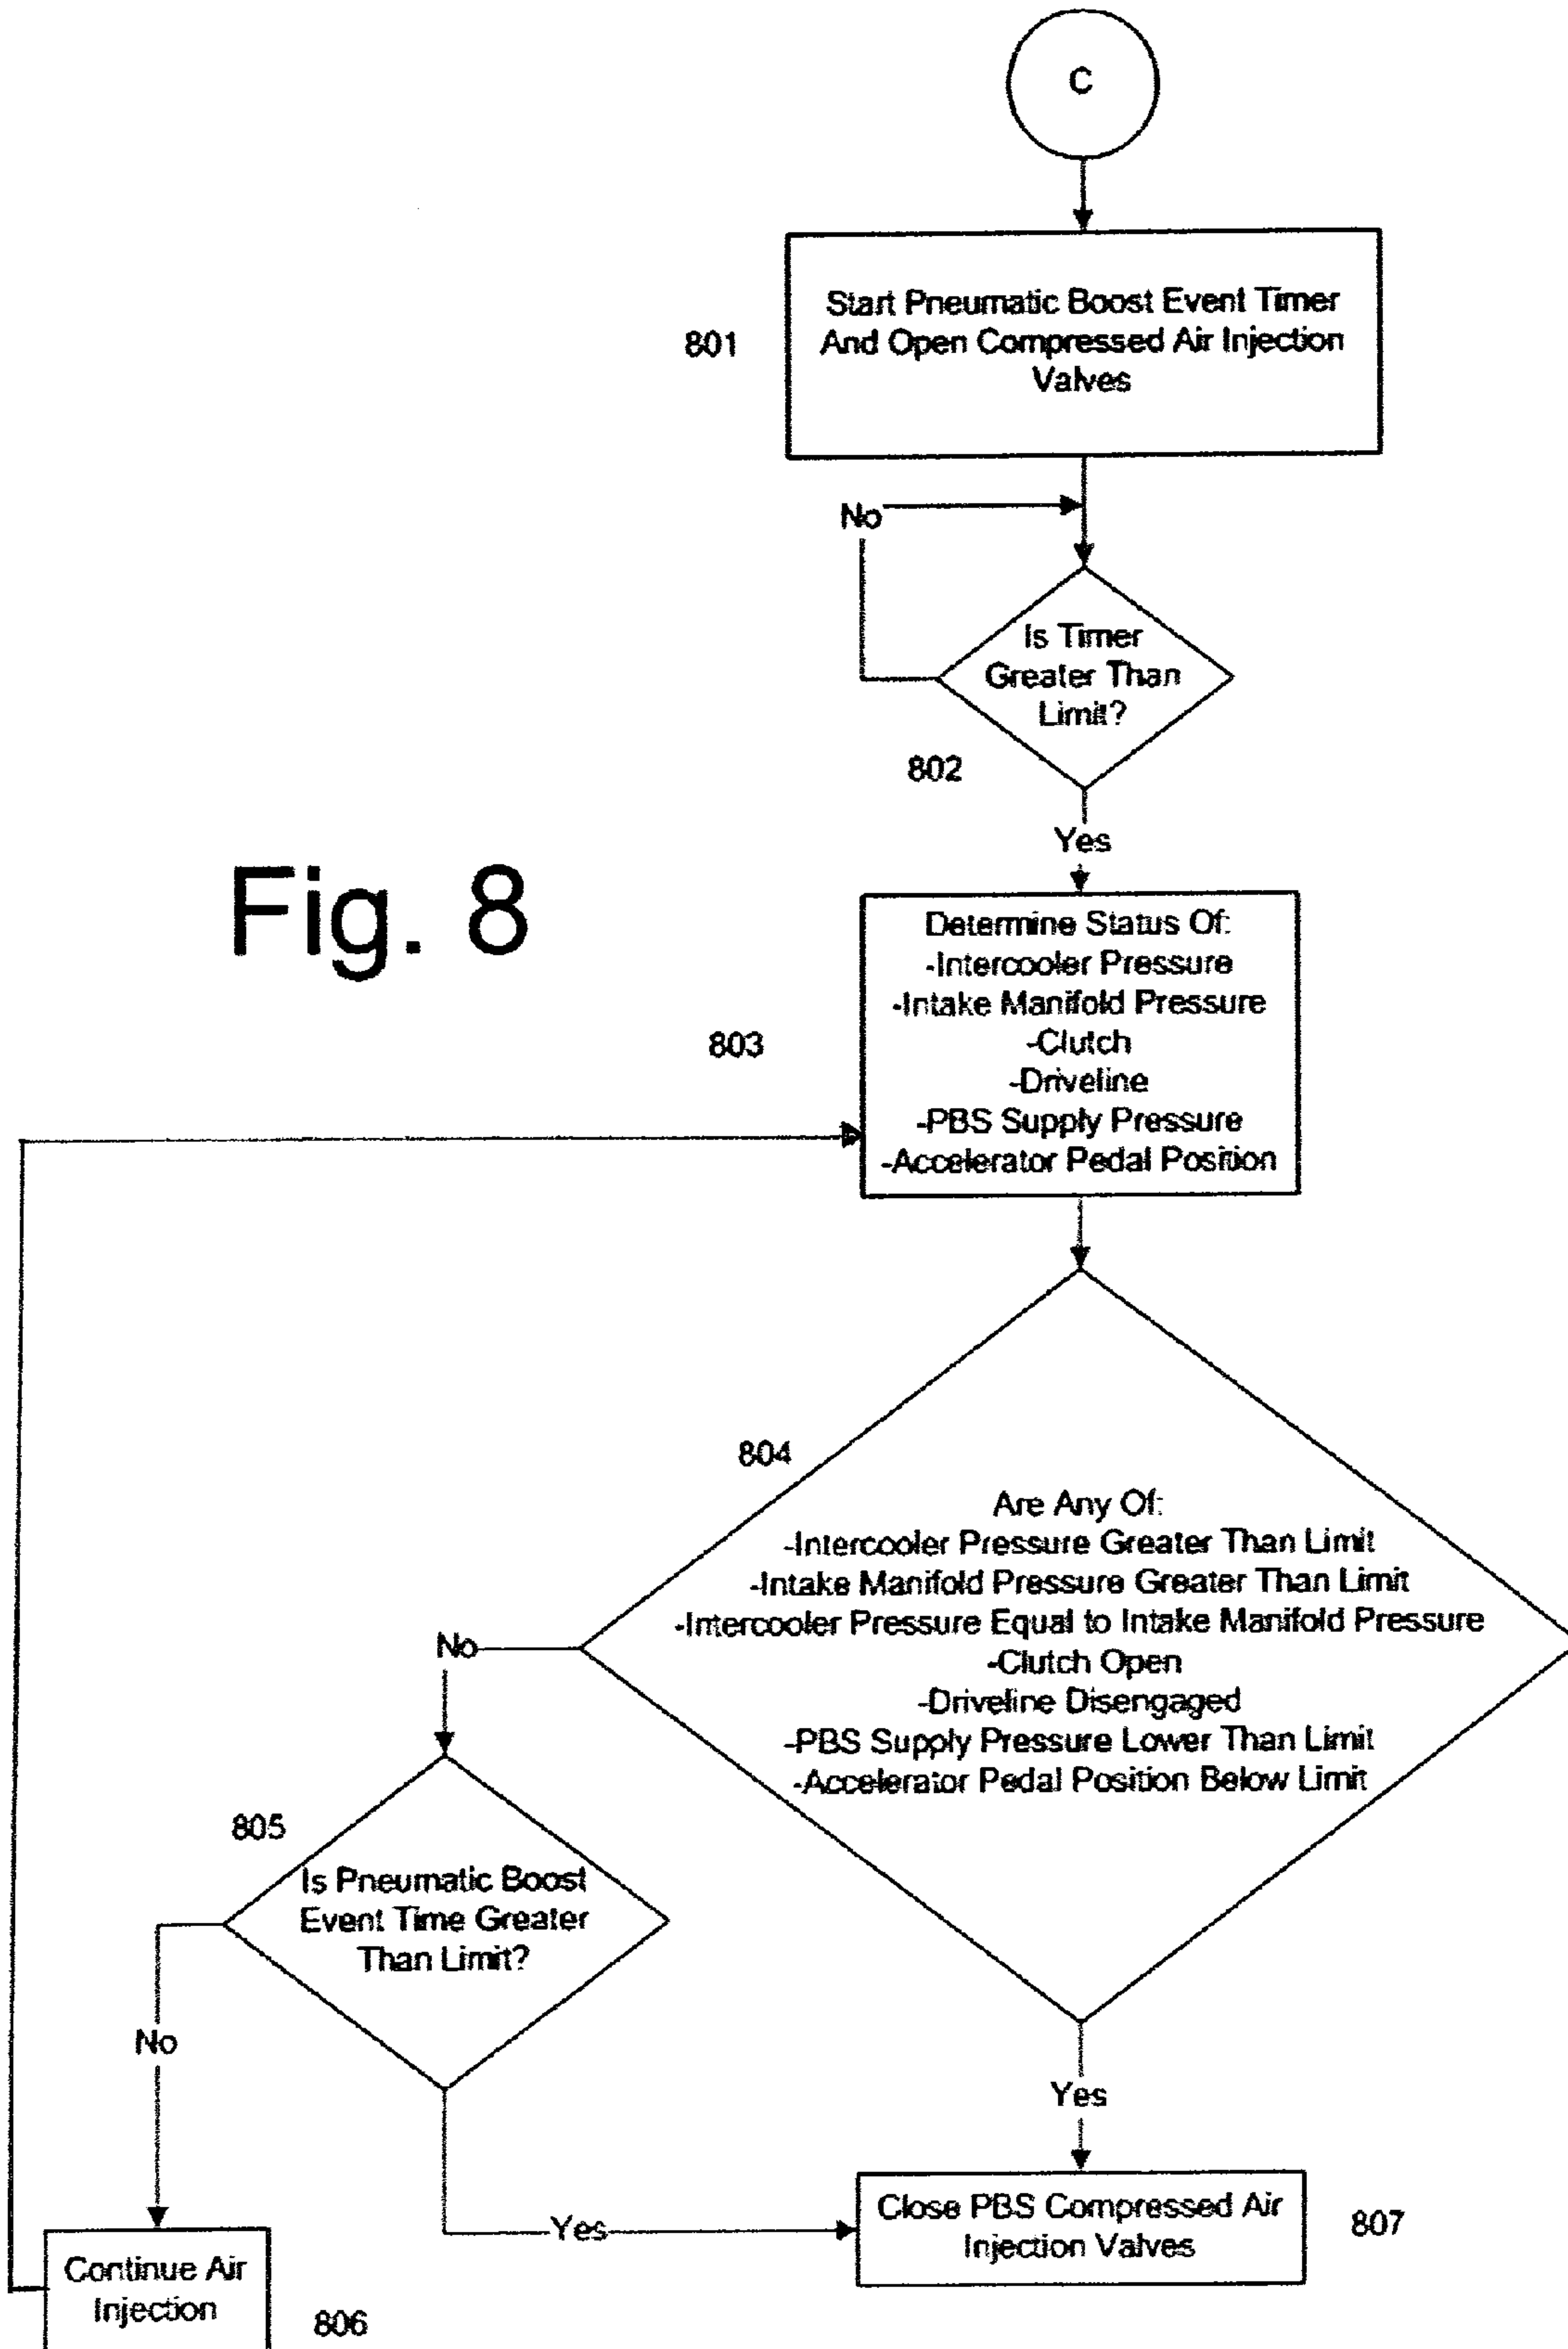 C
801
Start Pneumatic Boost Event Timer
And Open Compressed Air Injection
Valves
No
Is Timer
Greater Than
Limit?
802
Yes
Fig. 8
803
Determine Status Of:
-Intercooler Pressure
-Intake Manifold Pressure
-Clutch
-Driveline
-PBS Supply Pressure
-Accelerator Pedal Position
804
Are Any Of:
-Intercooler Pressure Greater Than Limit
-Intake Manifold Pressure Greater Than Limit
-Intercooler Pressure Equal to Intake Manifold Pressure
-Clutch Open
-Driveline Disengaged
-PBS Supply Pressure Lower Than Limit
-Accelerator Pedal Position Below Limit
No
805
Is Pneumatic Boost
Event Time Greater
Than Limit?
No
Yes
Yes
Close PBS Compressed Air
Injection Valves
807
Continue Air
Injection
806